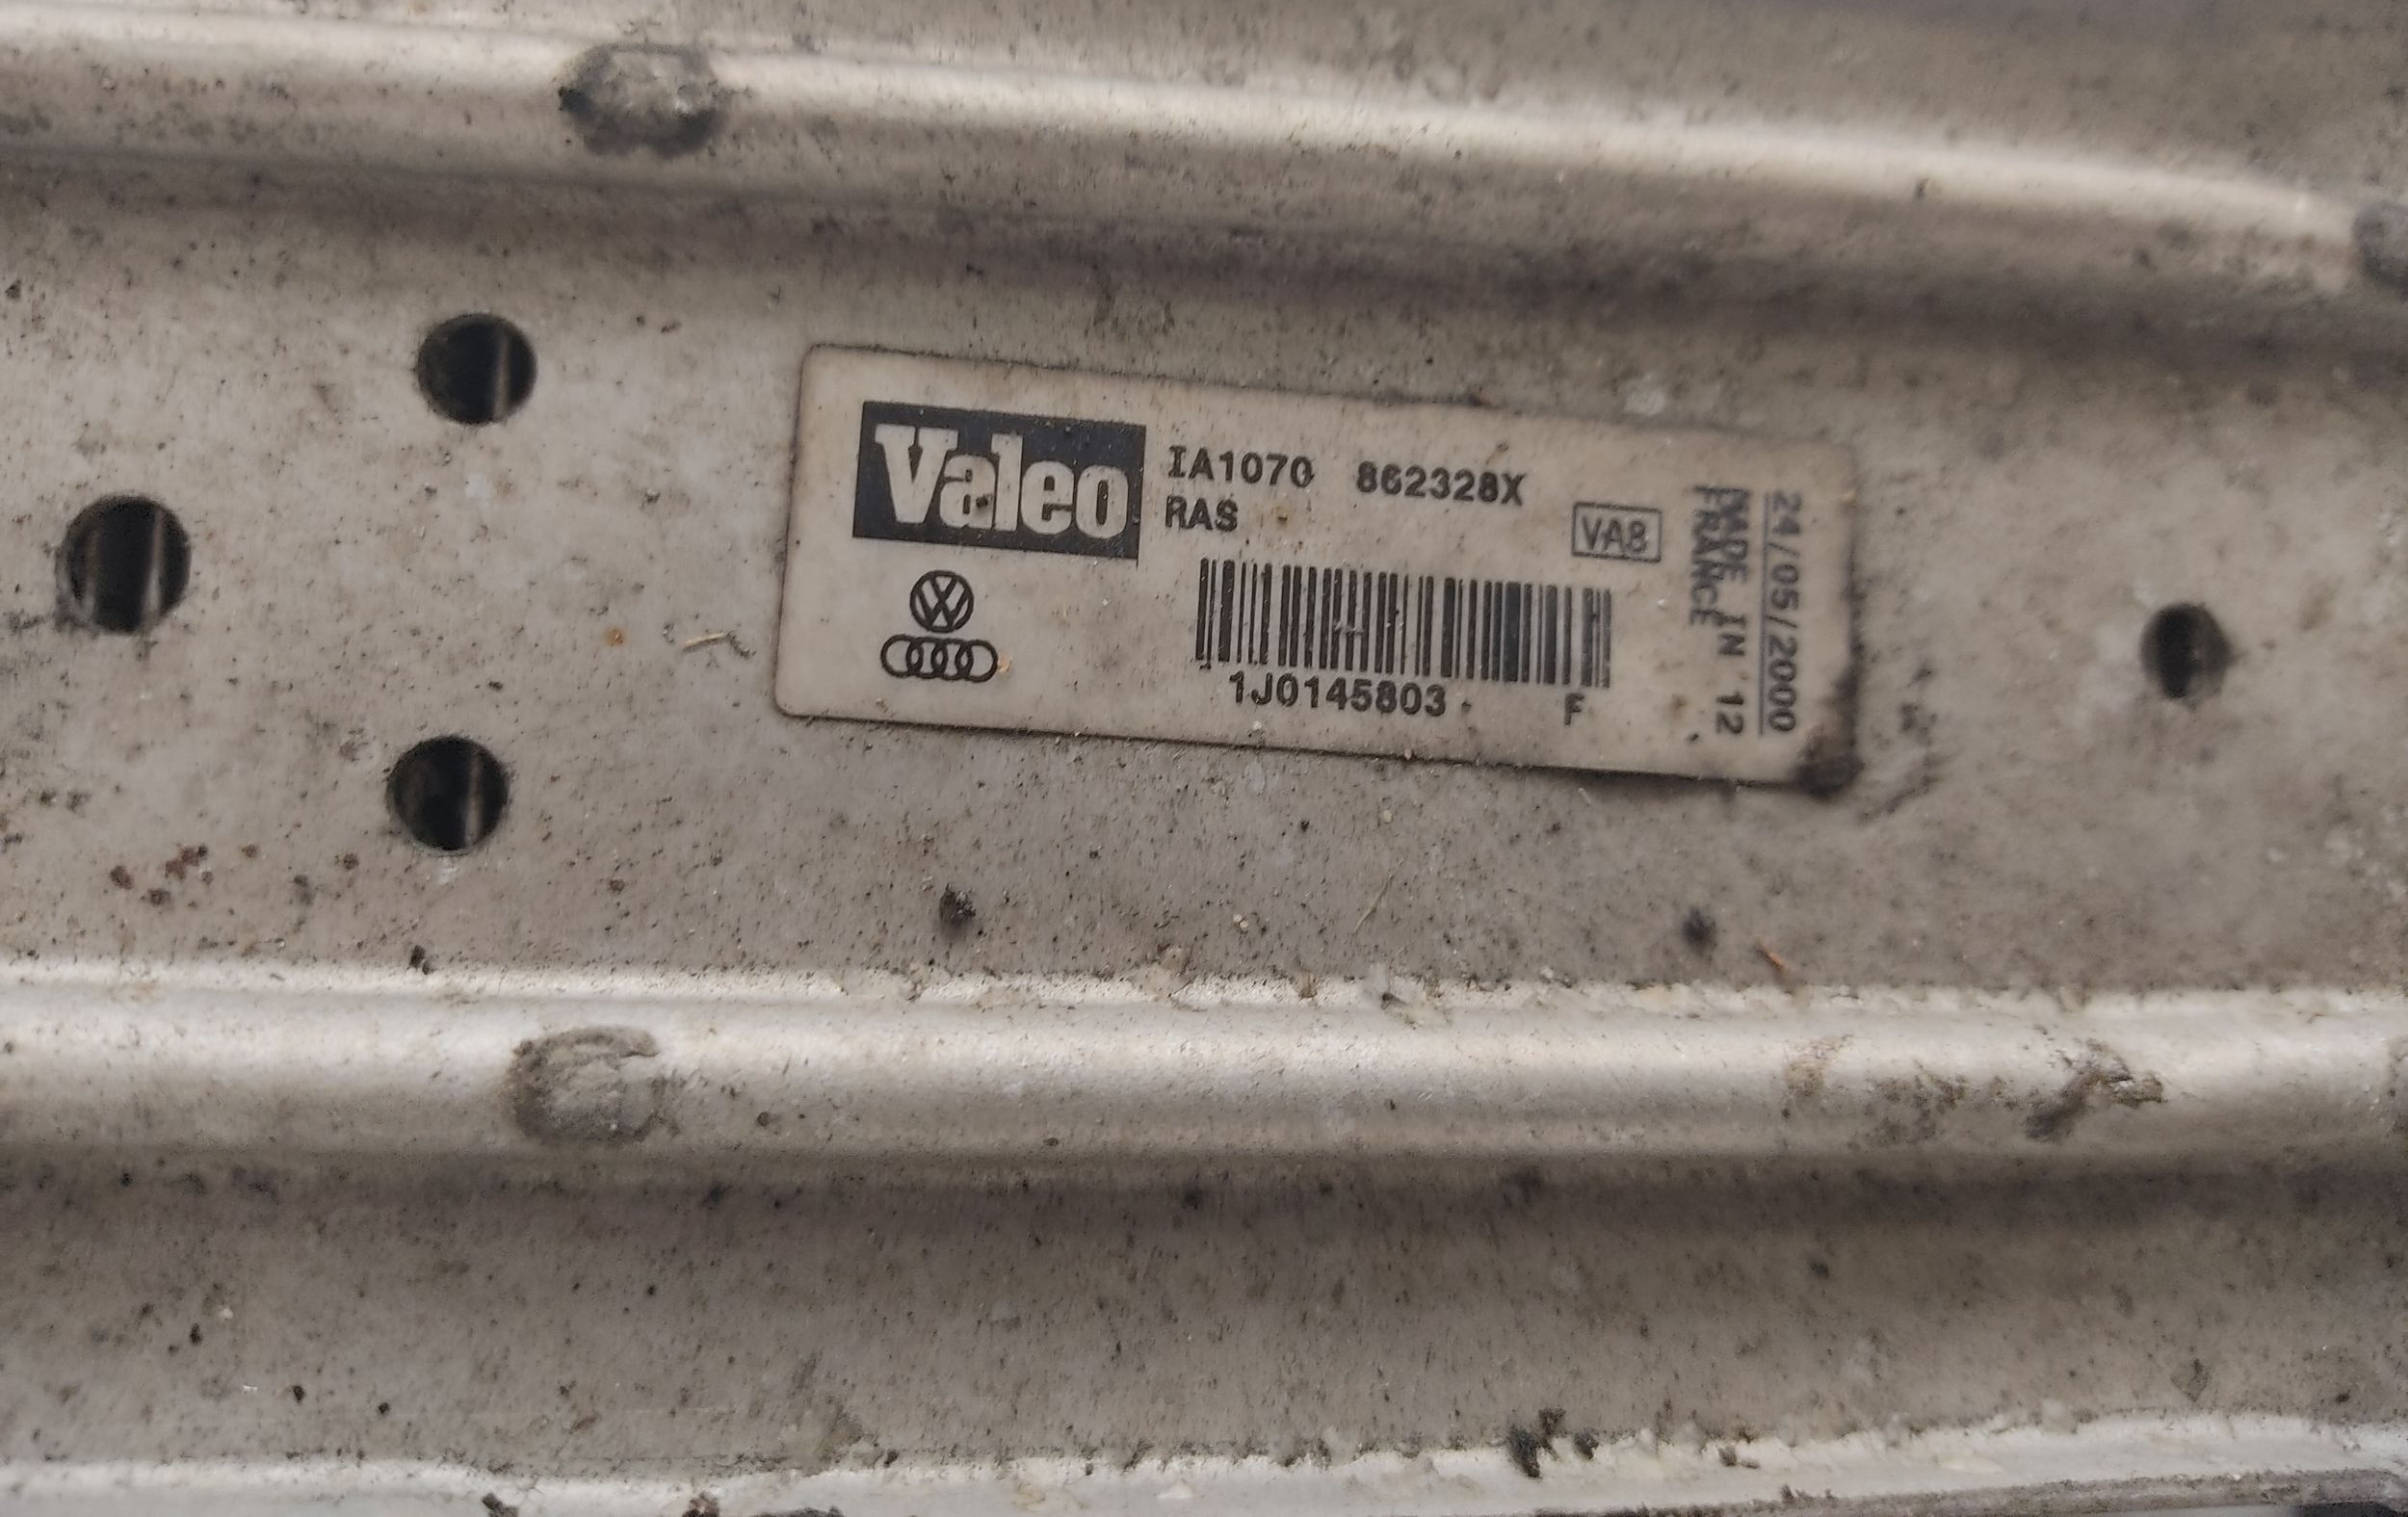 Valeo
IA1070 862328X
RAS
VA8
1J0145803 F
24/05/2000
MADE IN 12
FRANCE